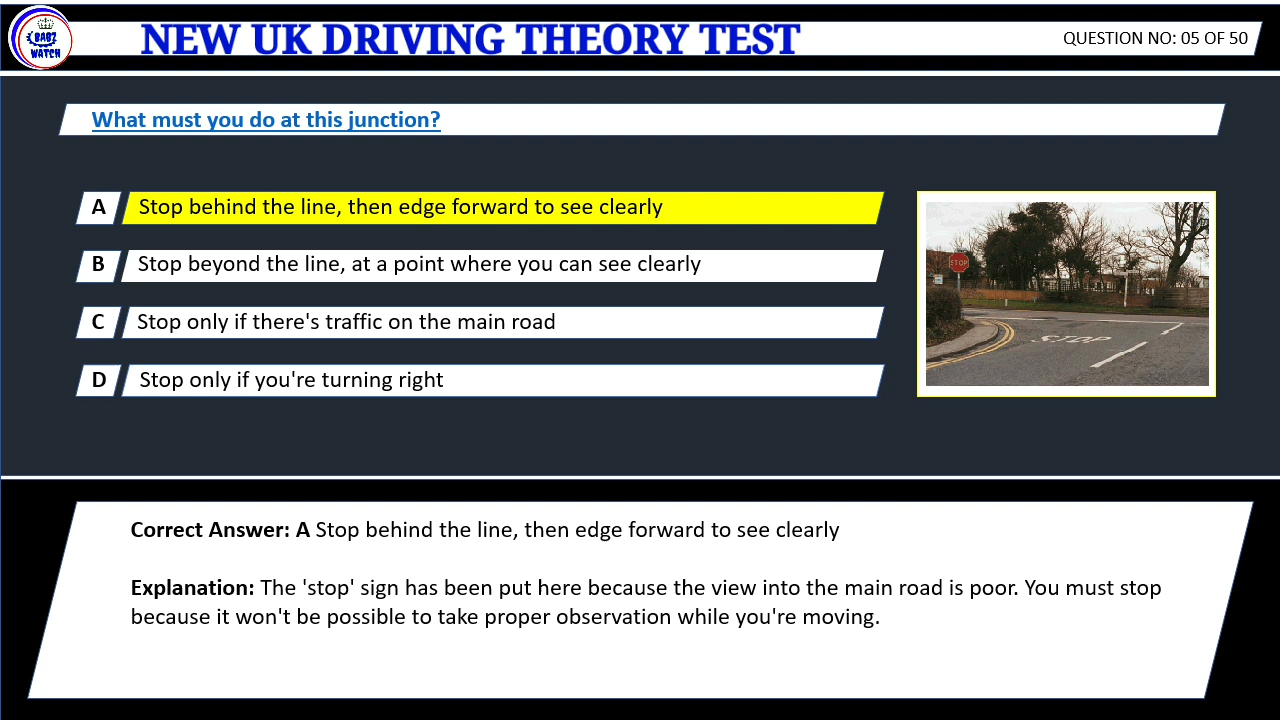 BABZ
WATCH
NEW UK DRIVING THEORY TEST
QUESTION NO: 05 OF 50
What must you do at this junction?
A Stop behind the line, then edge forward to see clearly
B Stop beyond the line, at a point where you can see clearly
C Stop only if there's traffic on the main road
D Stop only if you're turning right
STOP
STOP
Correct Answer: A Stop behind the line, then edge forward to see clearly
Explanation: The 'stop' sign has been put here because the view into the main road is poor. You must stop
because it won't be possible to take proper observation while you're moving.